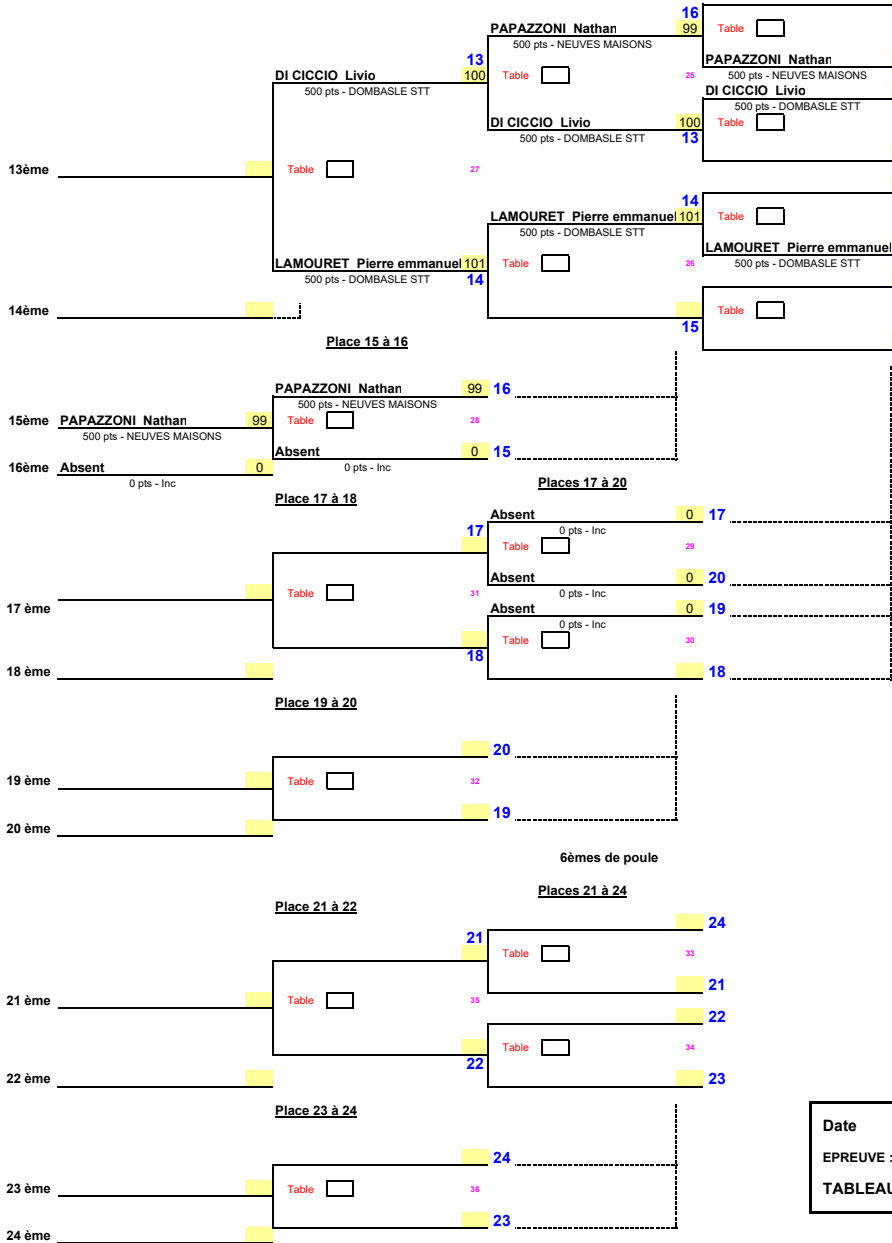 16
PAPAZZONI Nathan 99 Table
500 pts - NEUVES MAISONS
13 PAPAZZONI Nathan
DI CICCIO Livio 100 Table 25 500 pts - NEUVES MAISONS
500 pts - DOMBASLE STT DI CICCIO Livio
500 pts - DOMBASLE STT
DI CICCIO Livio 100 Table
500 pts - DOMBASLE STT 13
13ème Table 27
14
LAMOURET Pierre emmanuel 101 Table
500 pts - DOMBASLE STT
LAMOURET Pierre emmanuel
LAMOURET Pierre emmanuel 101 Table 26 500 pts - DOMBASLE STT
500 pts - DOMBASLE STT 14
14ème Table
15
Place 15 à 16
PAPAZZONI Nathan 99 16
500 pts - NEUVES MAISONS
15ème PAPAZZONI Nathan 99 Table 28
500 pts - NEUVES MAISONS
Absent 0 15
16ème Absent 0 0 pts - Inc
0 pts - Inc Places 17 à 20
Place 17 à 18
Absent 0 17
17 0 pts - Inc
Table 29
Absent 0 20
Table 31 0 pts - Inc
17 ème Absent 0 19
0 pts - Inc
Table 30
18
18 ème 18
Place 19 à 20
20
19 ème Table 32
19
20 ème
6èmes de poule
Places 21 à 24
Place 21 à 22
24
21
Table 33
21
21 ème Table 35
22
Table 34
22
22 ème 23
Place 23 à 24
Date
24
EPREUVE :
23 ème Table 36
TABLEAU
23
24 ème